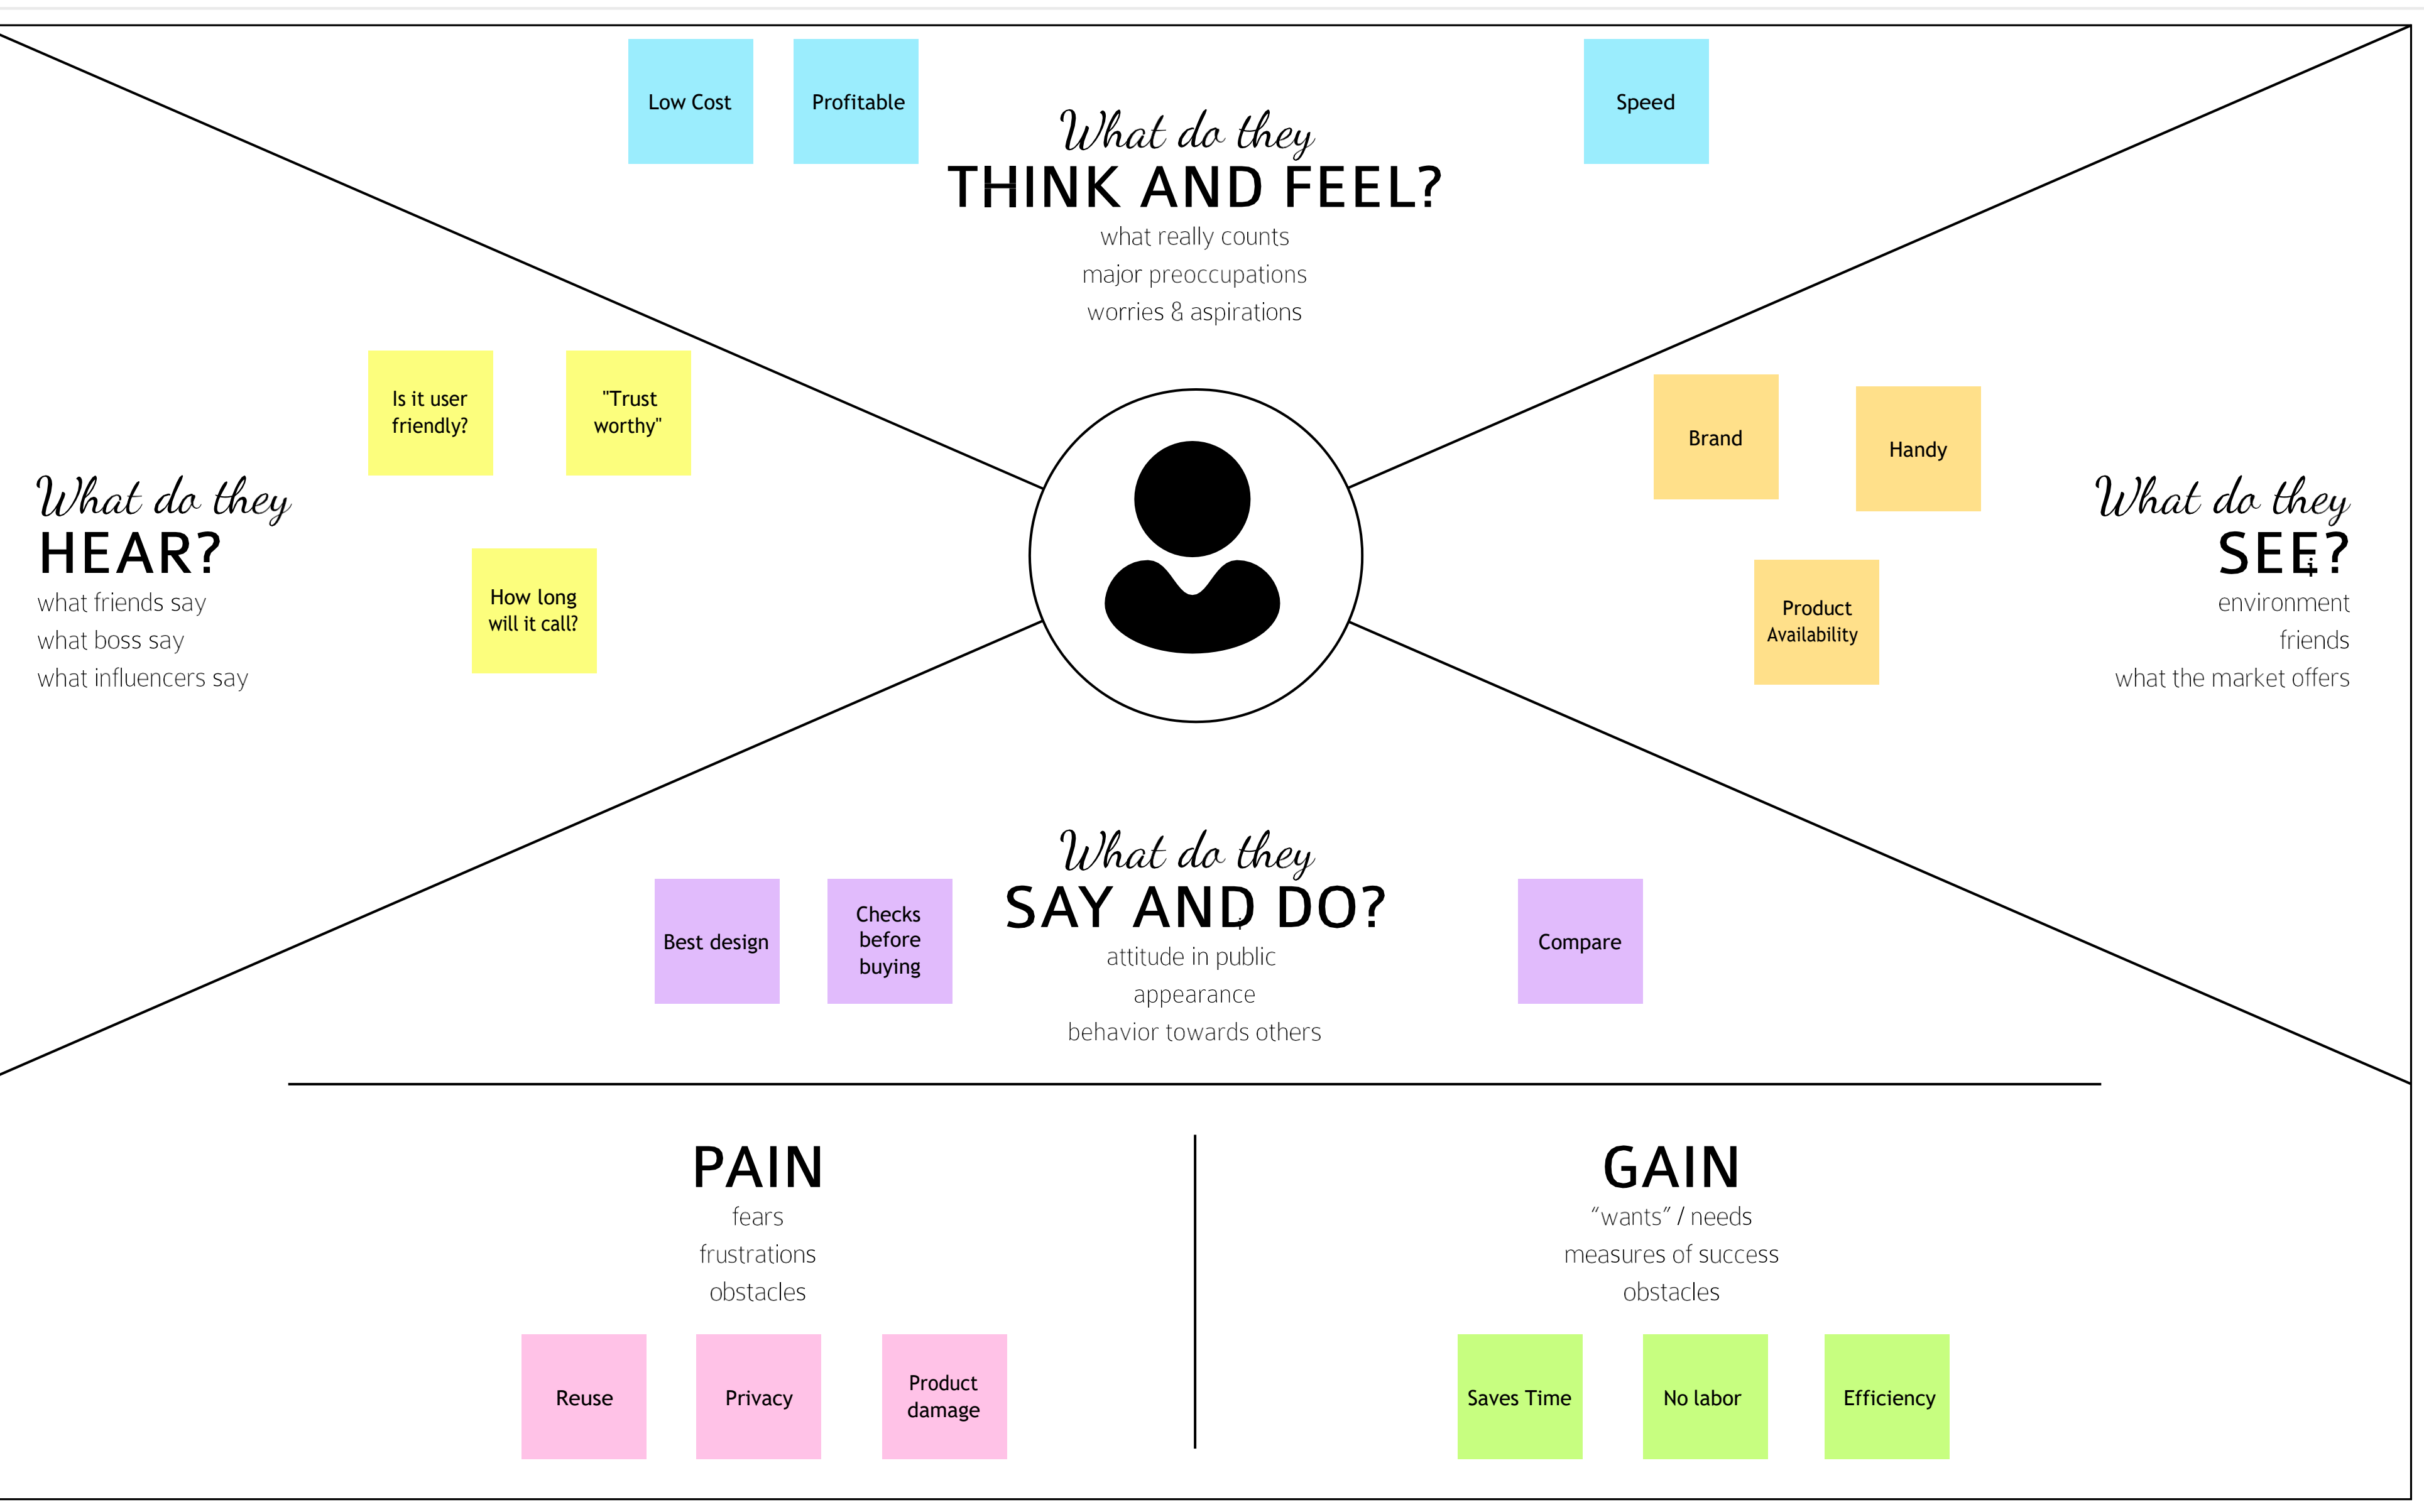 Low Cost
Profitable
Speed
What do they
THINK AND FEEL?
what really counts
major preoccupations
worries & aspirations
Is it user
friendly?
"Trust
worthy"
How long
will it call?
What do they
HEAR?
what friends say
what boss say
what influencers say
Brand
Handy
Product
Availability
What do they
SEE?
environment
friends
what the market offers
What do they
SAY AND DO?
attitude in public
appearance
behavior towards others
Best design
Checks
before
buying
Compare
PAIN
fears
frustrations
obstacles
Reuse
Privacy
Product
damage
GAIN
“wants” / needs
measures of success
obstacles
Saves Time
No labor
Efficiency